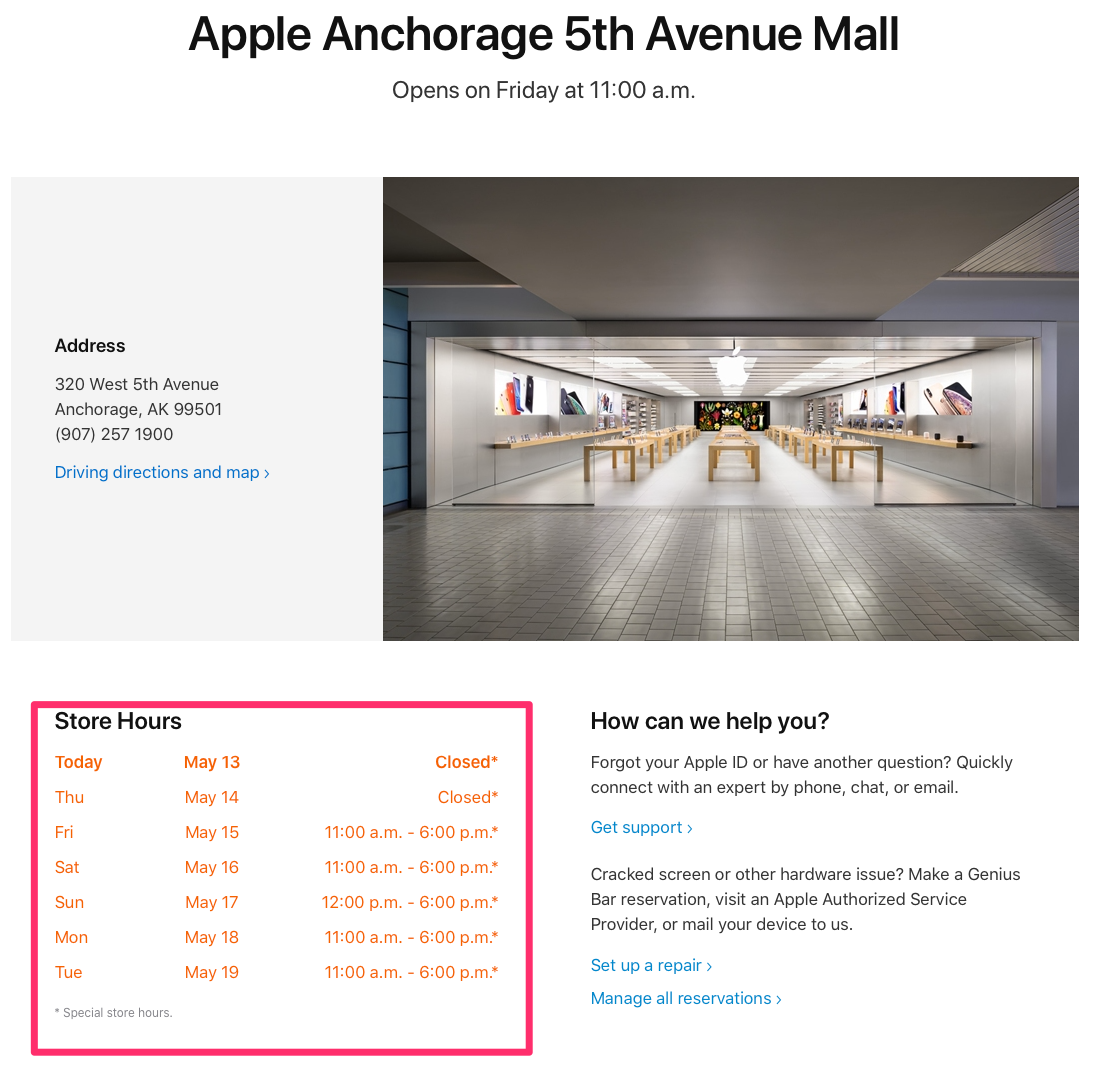 Apple Anchorage 5th Avenue Mall
Opens on Friday at 11:00 a.m.
Address
320 West 5th Avenue
Anchorage, AK 99501
(907) 257 1900
Driving directions and map ›
Store Hours
Today May 13 Closed*
Thu May 14 Closed*
Fri May 15 11:00 a.m. - 6:00 p.m.*
Sat May 16 11:00 a.m. - 6:00 p.m.*
Sun May 17 12:00 p.m. - 6:00 p.m.*
Mon May 18 11:00 a.m. - 6:00 p.m.*
Tue May 19 11:00 a.m. - 6:00 p.m.*
* Special store hours.
How can we help you?
Forgot your Apple ID or have another question? Quickly
connect with an expert by phone, chat, or email.
Get support ›
Cracked screen or other hardware issue? Make a Genius
Bar reservation, visit an Apple Authorized Service
Provider, or mail your device to us.
Set up a repair ›
Manage all reservations ›